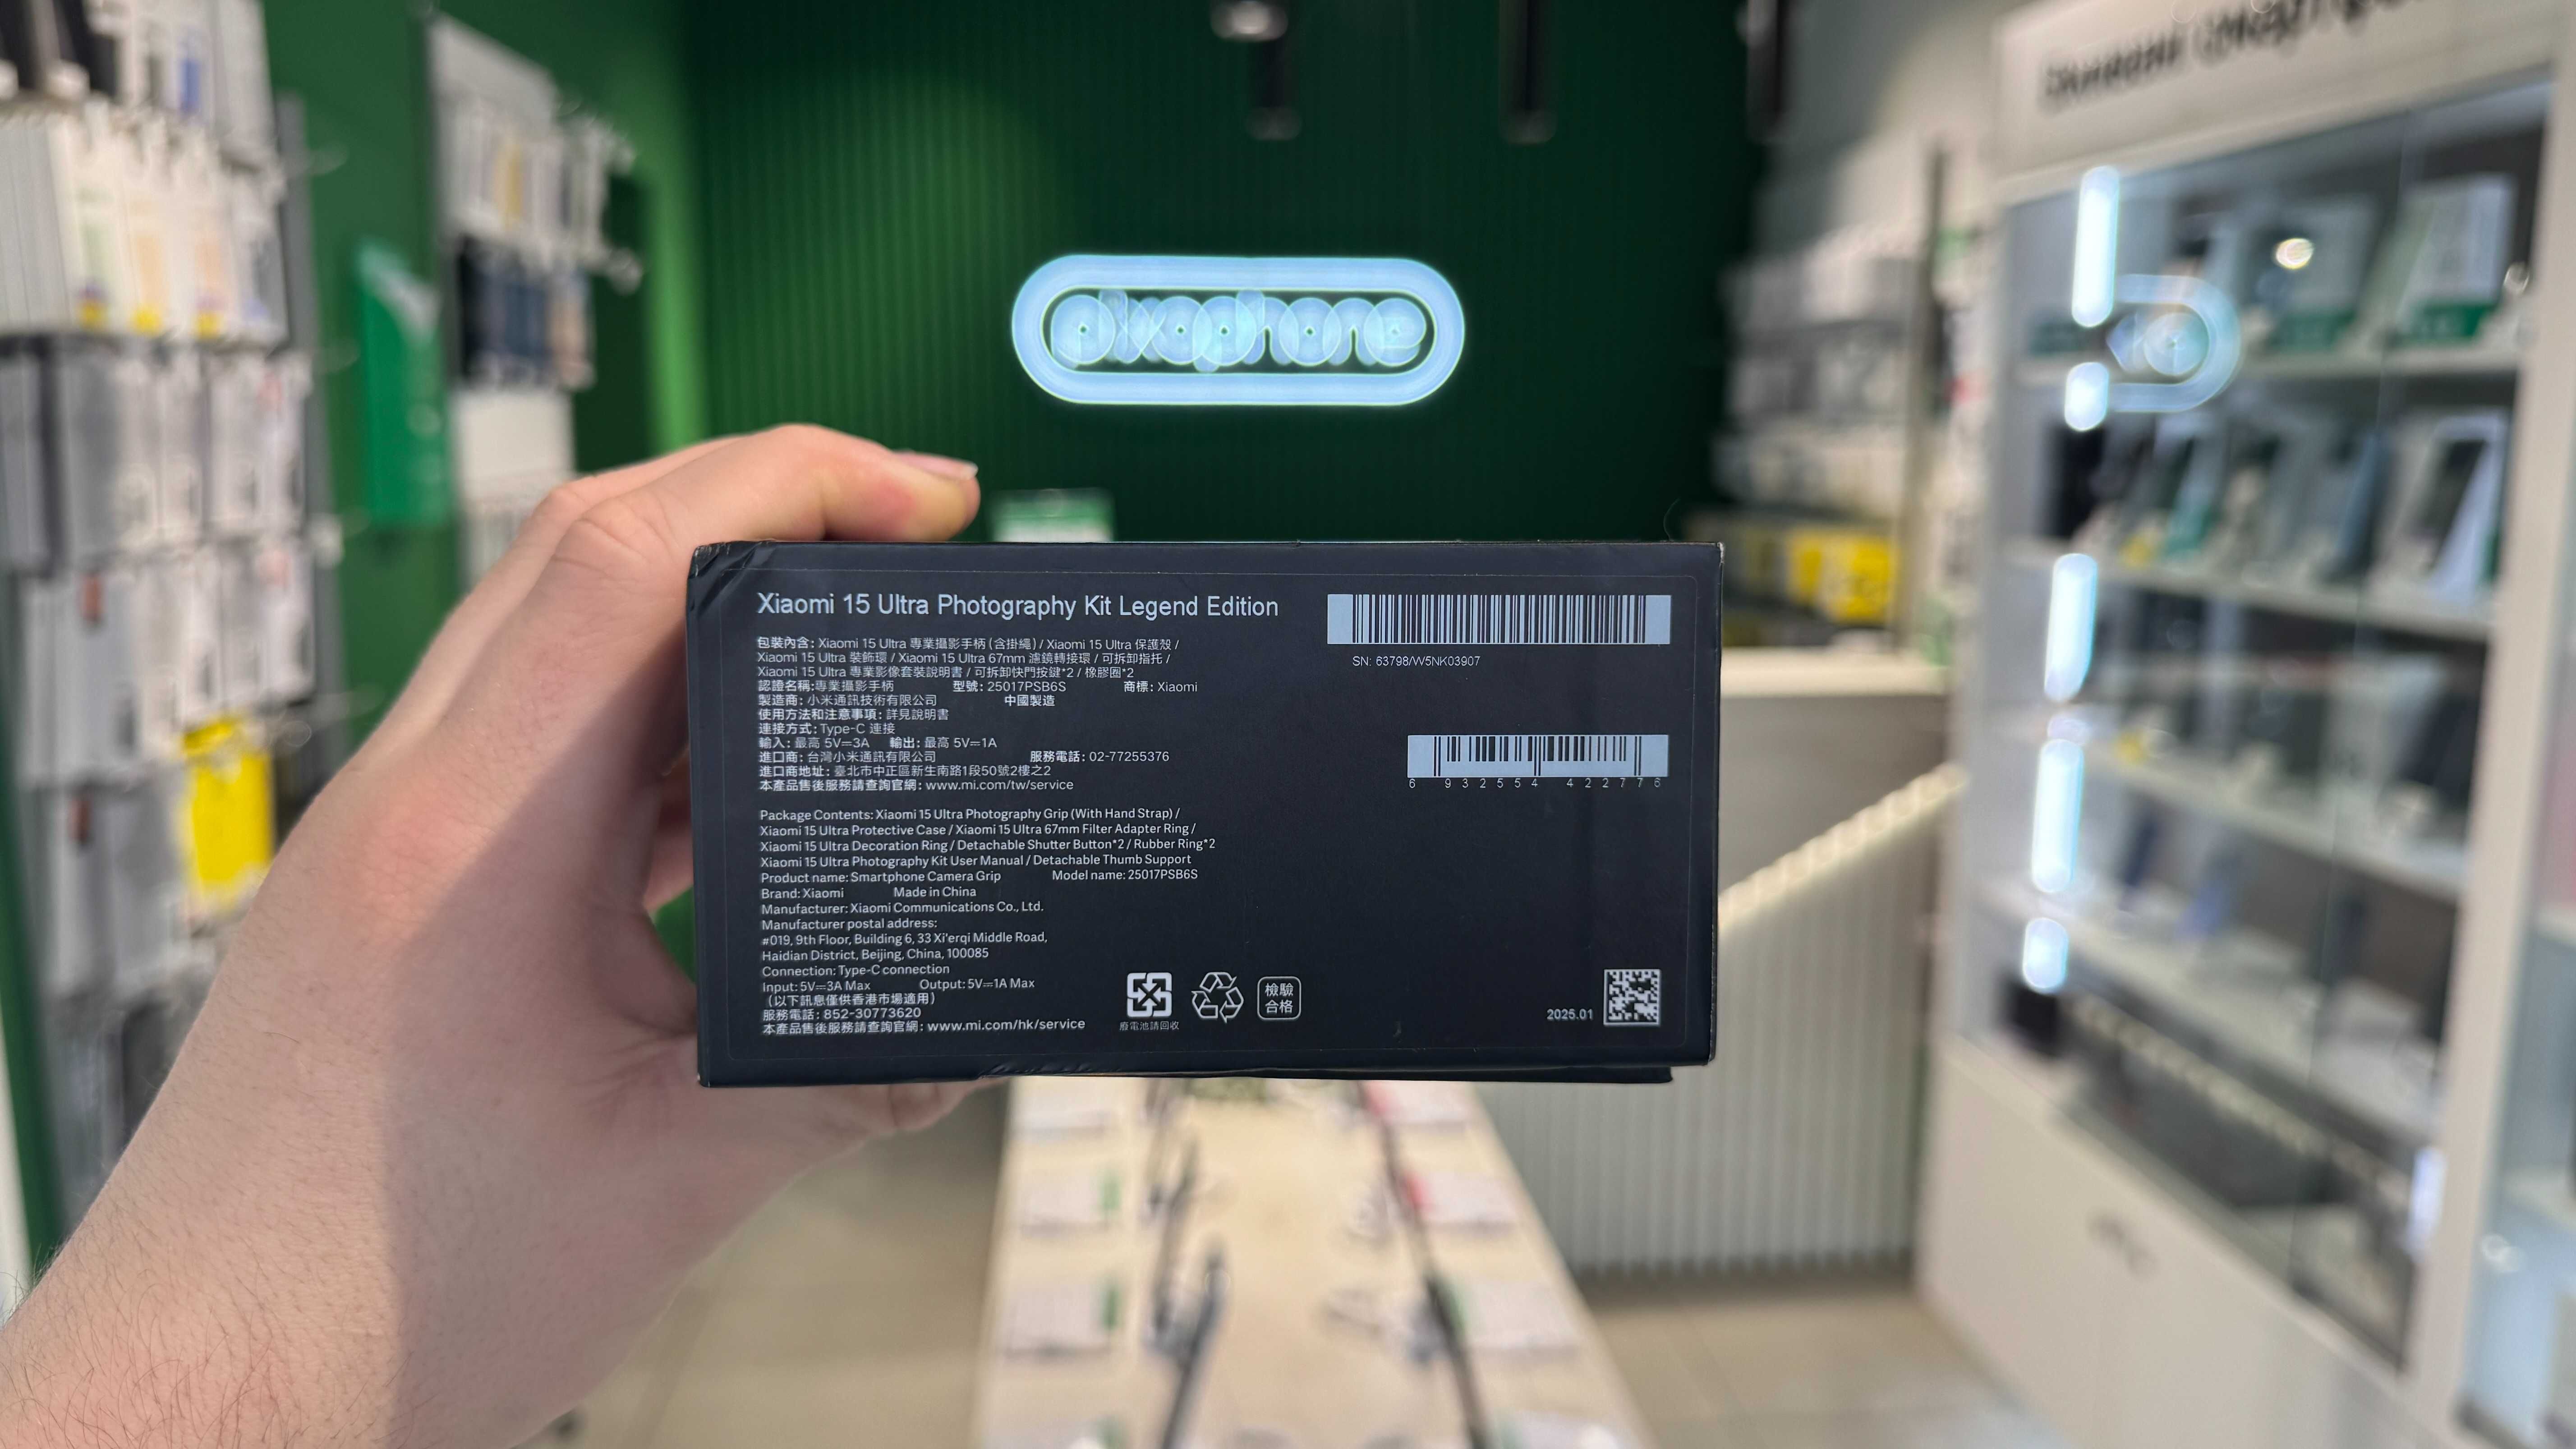 Xiaomi 15 Ultra Photography Kit Legend Edition
包裝內含: Xiaomi 15 Ultra 專業攝影手柄 (含掛繩) / Xiaomi 15 Ultra 保護殼 /
Xiaomi 15 Ultra 裝飾環 / Xiaomi 15 Ultra 67mm 濾鏡轉接環 / 可拆卸指托 /
Xiaomi 15 Ultra 專業影像套裝說明書 / 可拆卸快門按鍵*2 / 橡膠圈*2
認證名稱:專業攝影手柄 型號: 25017PSB6S 商標: Xiaomi
製造商: 小米通訊技術有限公司 中國製造
使用方法和注意事項: 詳見說明書
連接方式: Type-C 連接
輸入: 最高 5V⎓3A 輸出: 最高 5V⎓1A
進口商: 台灣小米通訊有限公司 服務電話: 02-77255376
進口商地址: 臺北市中正區新生南路1段50號2樓之2
本產品售後服務請查詢官網: www.mi.com/tw/service
Package Contents: Xiaomi 15 Ultra Photography Grip (With Hand Strap) /
Xiaomi 15 Ultra Protective Case / Xiaomi 15 Ultra 67mm Filter Adapter Ring /
Xiaomi 15 Ultra Decoration Ring / Detachable Shutter Button*2 / Rubber Ring*2
Xiaomi 15 Ultra Photography Kit User Manual / Detachable Thumb Support
Product name: Smartphone Camera Grip Model name: 25017PSB6S
Brand: Xiaomi Made in China
Manufacturer: Xiaomi Communications Co., Ltd.
Manufacturer postal address:
#019, 9th Floor, Building 6, 33 Xi'erqi Middle Road,
Haidian District, Beijing, China, 100085
Connection: Type-C connection
Input: 5V⎓3A Max Output: 5V⎓1A Max
(以下訊息僅供香港市場適用)
服務電話: 852-30773620
本產品售後服務請查詢官網: www.mi.com/hk/service
SN: 63798/W5NK03907
6 932554 422776
廢電池請回收
檢驗
合格
2025.01